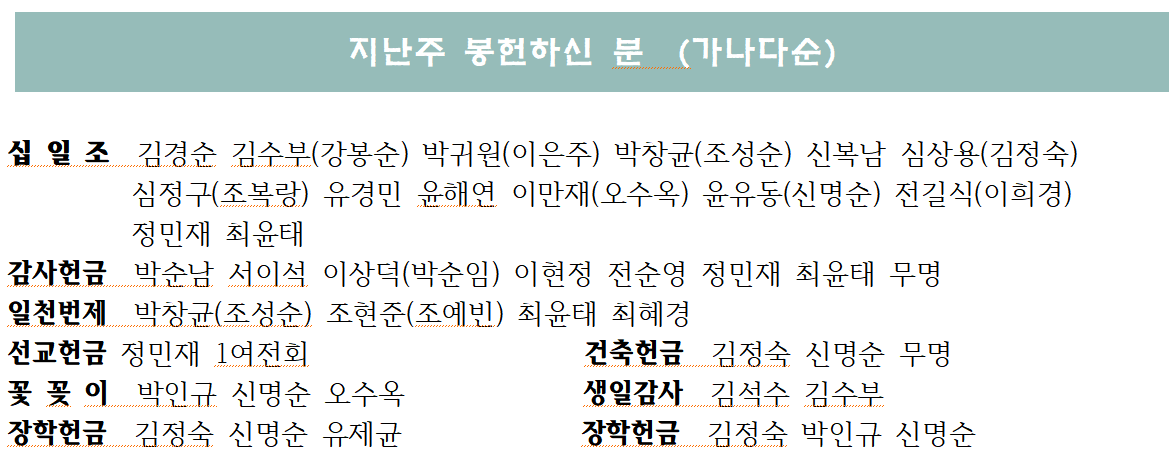 지난주 봉헌하신 분 (가나다순)
십 일 조 김경순 김수부(강봉순) 박귀원(이은주) 박창균(조성순) 신복남 심상용(김정숙)
심정구(조복랑) 유경민 윤해연 이만재(오수옥) 윤유동(신명순) 전길식(이희경)
정민재 최윤태
감사헌금 박순남 서이석 이상덕(박순임) 이현정 전순영 정민재 최윤태 무명
일천번제 박창균(조성순) 조현준(조예빈) 최윤태 최혜경
선교헌금 정민재 1여전회 건축헌금 김정숙 신명순 무명
꽃 꽂 이 박인규 신명순 오수옥 생일감사 김석수 김수부
장학헌금 김정숙 신명순 유제균 장학헌금 김정숙 박인규 신명순